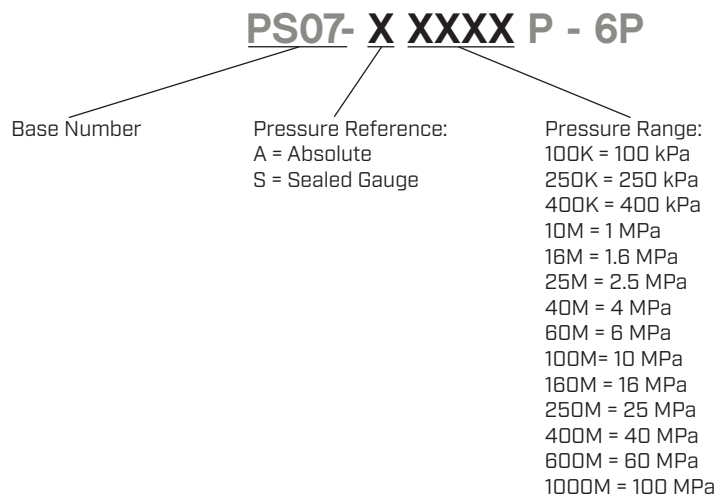 PS07- X XXXX P - 6P
Base Number
Pressure Reference:
A = Absolute
S = Sealed Gauge
Pressure Range:
100K = 100 kPa
250K = 250 kPa
400K = 400 kPa
10M = 1 MPa
16M = 1.6 MPa
25M = 2.5 MPa
40M = 4 MPa
60M = 6 MPa
100M= 10 MPa
160M = 16 MPa
250M = 25 MPa
400M = 40 MPa
600M = 60 MPa
1000M = 100 MPa